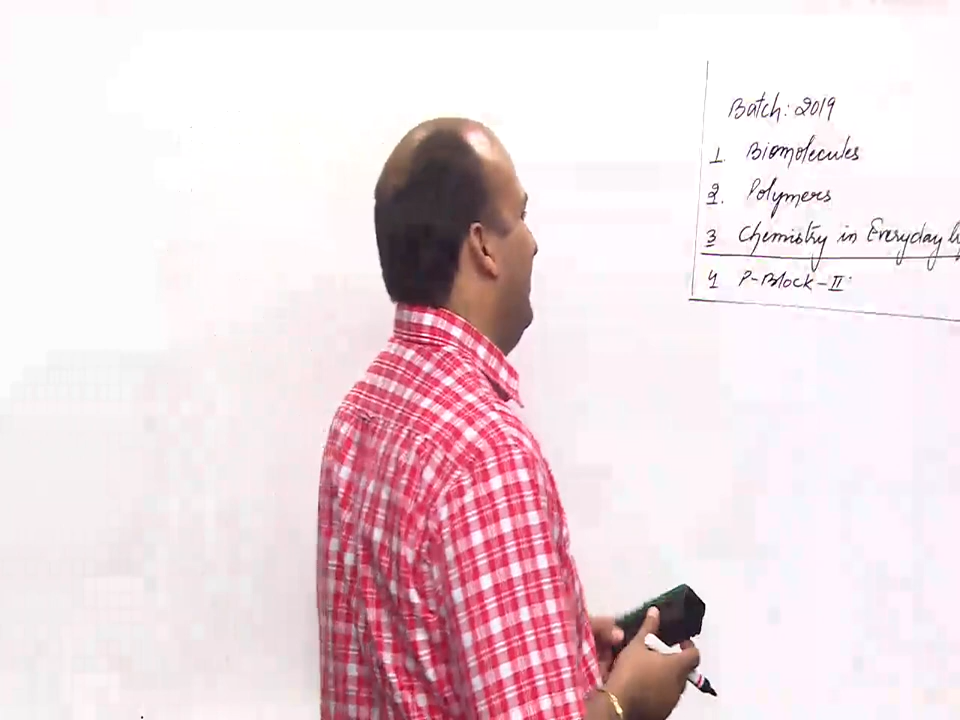 Batch: 2019
1. Biomolecules
2. Polymers
3 Chemistry in Everyday
4 P-Block-II